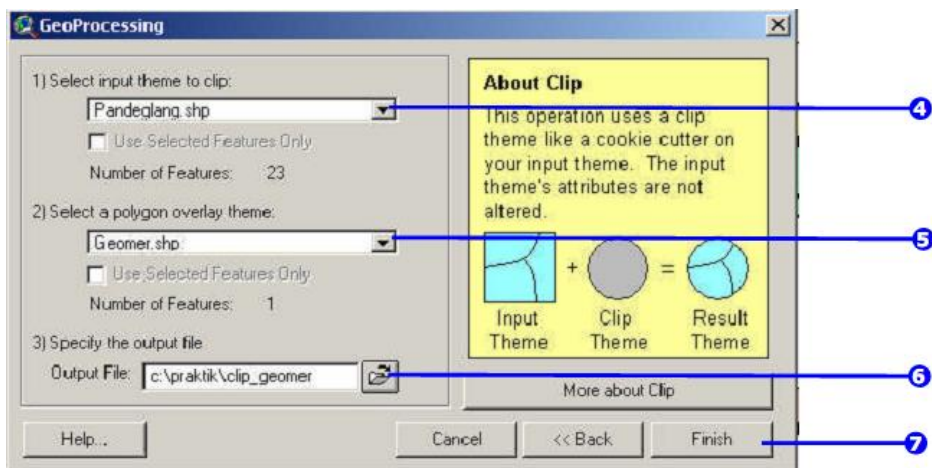 GeoProcessing
1) Select input theme to clip:
Pandeglang.shp
Use Selected Features Only
Number of Features: 23
2) Select a polygon overlay theme:
Geomer.shp
Use Selected Features Only
Number of Features: 1
3) Specify the output file
Output File: c:\praktik\clip_geomer
About Clip
This operation uses a clip
theme like a cookie cutter on
your input theme. The input
theme's attributes are not
altered.
+ =
Input Clip Result
Theme Theme Theme
More about Clip
Help...
Cancel << Back Finish
4
5
6
7